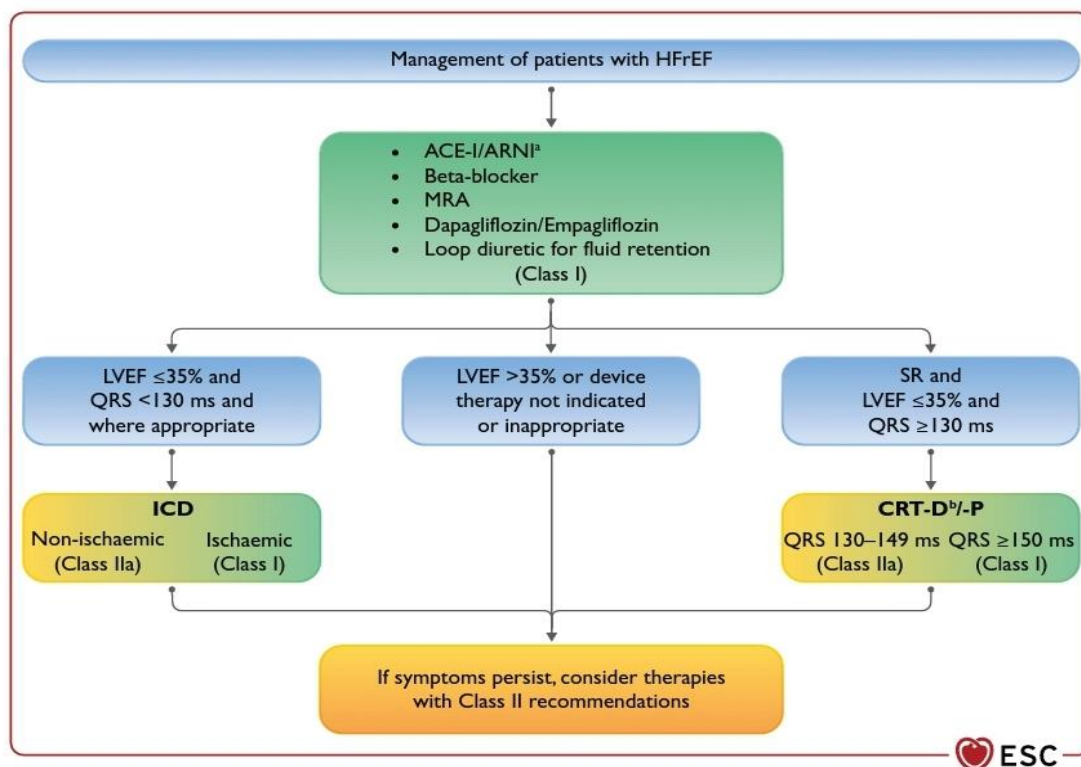 Management of patients with HFrEF
• ACE-I/ARNIᵃ
• Beta-blocker
• MRA
• Dapagliflozin/Empagliflozin
• Loop diuretic for fluid retention
(Class I)
LVEF ≤35% and
QRS <130 ms and
where appropriate
LVEF >35% or device
therapy not indicated
or inappropriate
SR and
LVEF ≤35% and
QRS ≥130 ms
ICD
Non-ischaemic
(Class IIa)
Ischaemic
(Class I)
CRT-Dᵇ/-P
QRS 130–149 ms
(Class IIa)
QRS ≥150 ms
(Class I)
If symptoms persist, consider therapies
with Class II recommendations
ESC